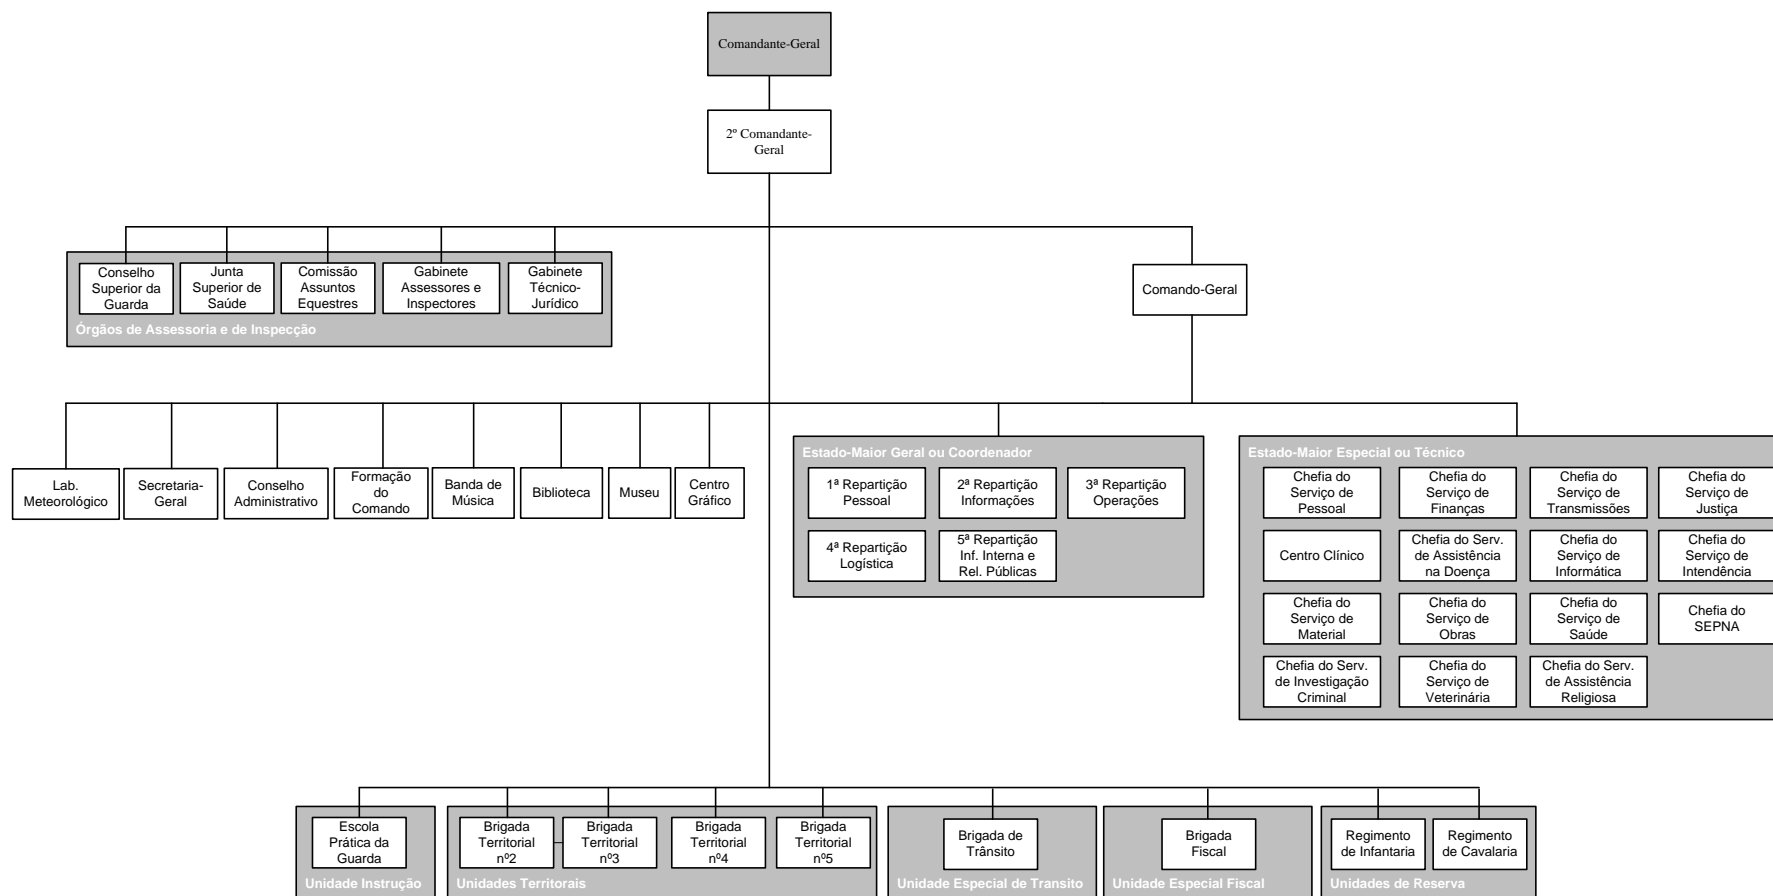 Comandante-Geral
2º Comandante-
Geral
Conselho
Superior da
Guarda
Junta
Superior de
Saúde
Comissão
Assuntos
Equestres
Gabinete
Assessores e
Inspectores
Gabinete
Técnico-
Jurídico
Órgãos de Assessoria e de Inspecção
Comando-Geral
Lab.
Meteorológico
Secretaria-
Geral
Conselho
Administrativo
Formação
do
Comando
Banda de
Música
Biblioteca
Museu
Centro
Gráfico
Estado-Maior Geral ou Coordenador
1ª Repartição
Pessoal
2ª Repartição
Informações
3ª Repartição
Operações
4ª Repartição
Logística
5ª Repartição
Inf. Interna e
Rel. Públicas
Estado-Maior Especial ou Técnico
Chefia do
Serviço de
Pessoal
Chefia do
Serviço de
Finanças
Chefia do
Serviço de
Transmissões
Chefia do
Serviço de
Justiça
Centro Clínico
Chefia do Serv.
de Assistência
na Doença
Chefia do
Serviço de
Informática
Chefia do
Serviço de
Intendência
Chefia do
Serviço de
Material
Chefia do
Serviço de
Obras
Chefia do
Serviço de
Saúde
Chefia do
SEPNA
Chefia do Serv.
de Investigação
Criminal
Chefia do
Serviço de
Veterinária
Chefia do Serv.
de Assistência
Religiosa
Escola
Prática da
Guarda
Unidade Instrução
Brigada
Territorial
nº2
Brigada
Territorial
nº3
Brigada
Territorial
nº4
Brigada
Territorial
nº5
Unidades Territorais
Brigada de
Trânsito
Unidade Especial de Transito
Brigada
Fiscal
Unidade Especial Fiscal
Regimento
de Infantaria
Regimento
de Cavalaria
Unidades de Reserva